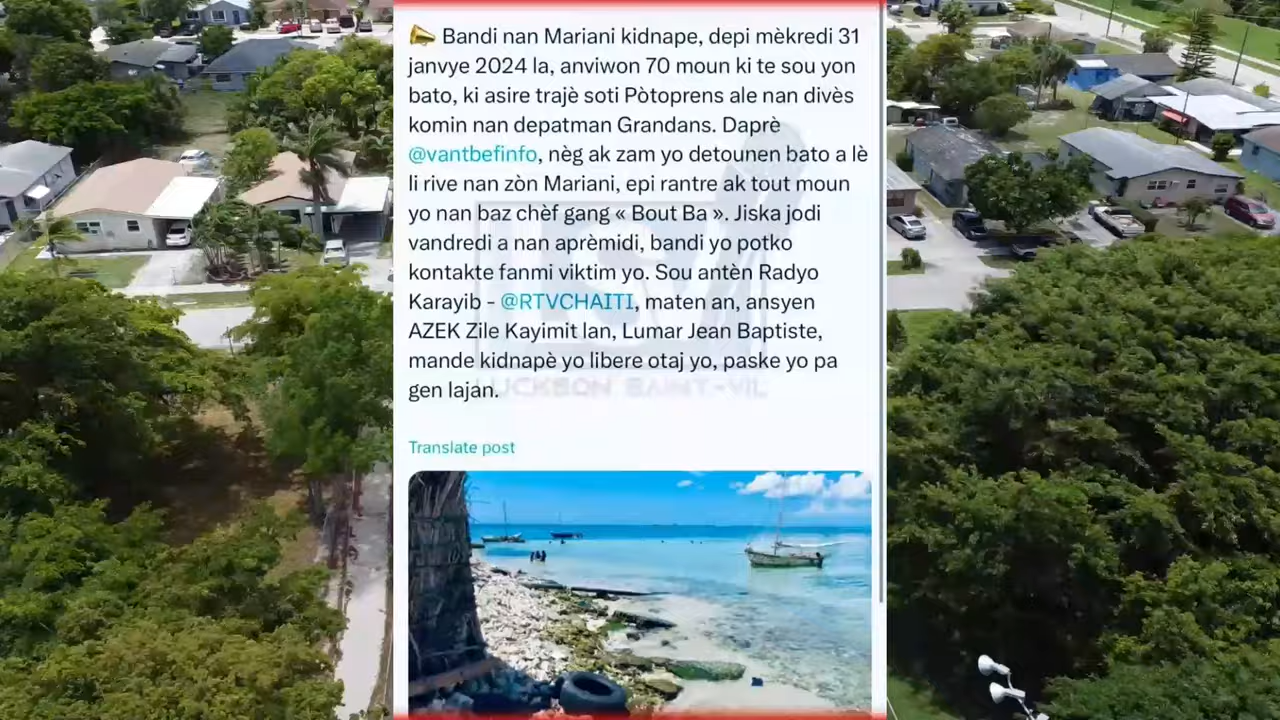 Bandi nan Mariani kidnape, depi mèkredi 31
janvye 2024 la, anviwon 70 moun ki te sou yon
bato, ki asire trajè soti Pòtoprens ale nan divès
komin nan depatman Grandans. Daprè
@vantbefinfo, nèg ak zam yo detounen bato a lè
li rive nan zòn Mariani, epi rantre ak tout moun
yo nan baz chèf gang « Bout Ba ». Jiska jodi
vandredi a nan aprèmidi, bandi yo potko
kontakte fanmi viktim yo. Sou antèn Radyo
Karayib - @RTVCHAITI, maten an, ansyen
AZEK Zile Kayimit lan, Lumar Jean Baptiste,
mande kidnapè yo libere otaj yo, paske yo pa
gen lajan.
LUCKSON SAINT-VIL
Translate post